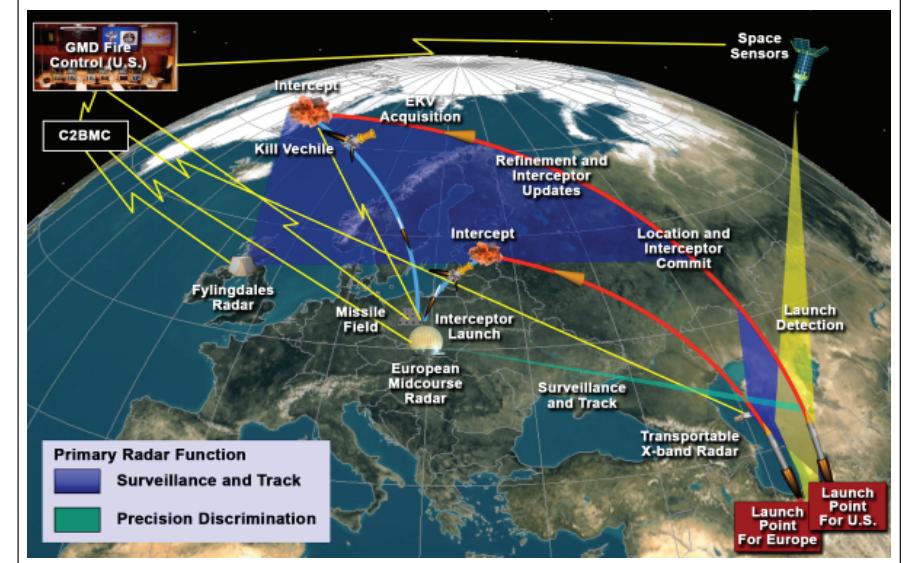 GMD Fire
Control (U.S.)
Space
Sensors
C2BMC
Intercept
EKV
Acquisition
Kill Vechile
Refinement and
Interceptor
Updates
Intercept
Location and
Interceptor
Commit
Fylingdales
Radar
Missile
Field
Interceptor
Launch
Launch
Detection
European
Midcourse
Radar
Surveillance
and Track
Transportable
X-band Radar
Primary Radar Function
Surveillance and Track
Precision Discrimination
Launch
Point
For Europe
Launch
Point
For U.S.